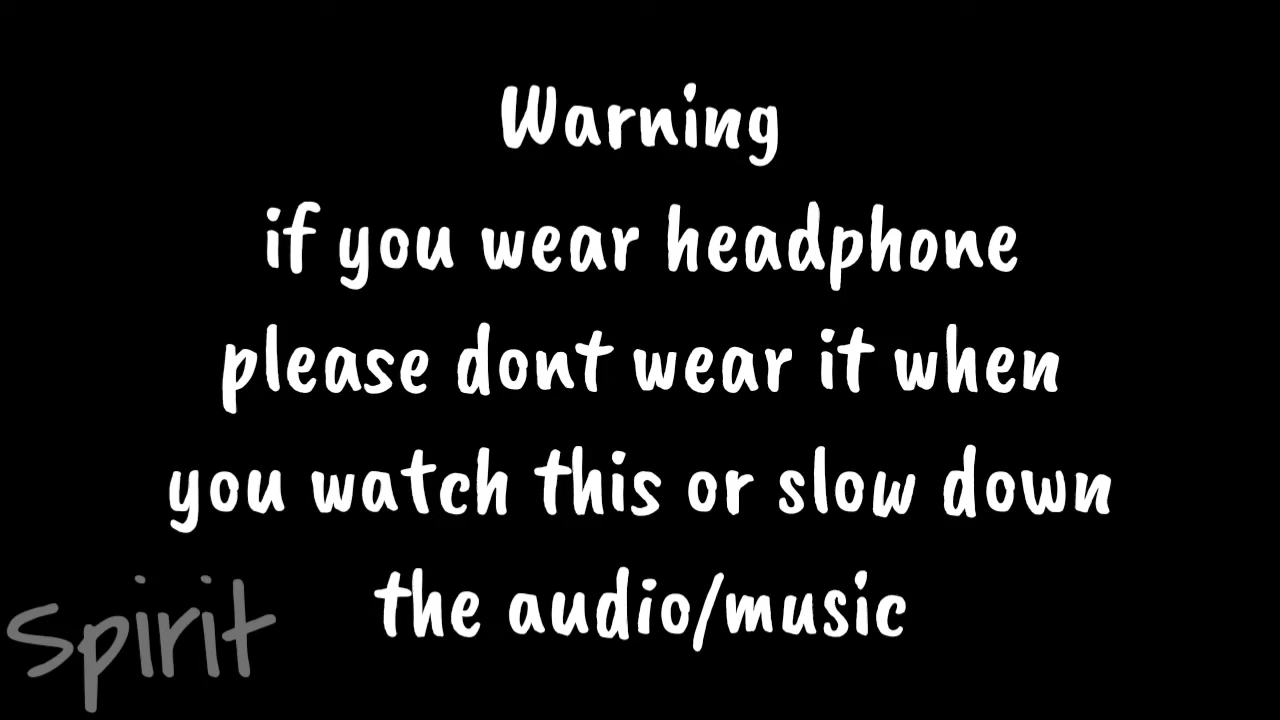 Warning
if you wear headphone
please dont wear it when
you watch this or slow down
the audio/music
Spirit